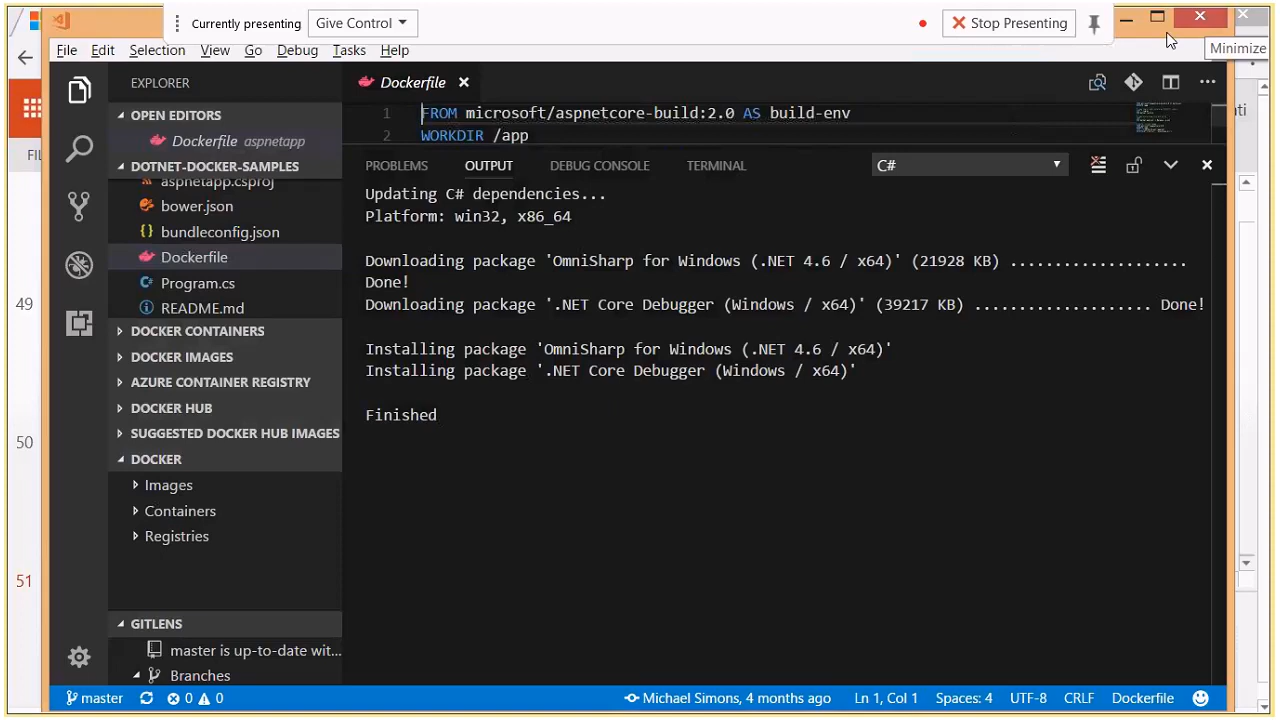 Currently presenting
Give Control
Stop Presenting
Minimize
File Edit Selection View Go Debug Tasks Help
EXPLORER
OPEN EDITORS
Dockerfile aspnetapp
DOTNET-DOCKER-SAMPLES
aspnetapp.csproj
bower.json
bundleconfig.json
Dockerfile
Program.cs
README.md
DOCKER CONTAINERS
DOCKER IMAGES
AZURE CONTAINER REGISTRY
DOCKER HUB
SUGGESTED DOCKER HUB IMAGES
DOCKER
Images
Containers
Registries
GITLENS
master is up-to-date wit...
Branches
Dockerfile
1 FROM microsoft/aspnetcore-build:2.0 AS build-env
2 WORKDIR /app
PROBLEMS OUTPUT DEBUG CONSOLE TERMINAL C#
Updating C# dependencies...
Platform: win32, x86_64
Downloading package 'OmniSharp for Windows (.NET 4.6 / x64)' (21928 KB) ....................
Done!
Downloading package '.NET Core Debugger (Windows / x64)' (39217 KB) .................... Done!
Installing package 'OmniSharp for Windows (.NET 4.6 / x64)'
Installing package '.NET Core Debugger (Windows / x64)'
Finished
master 0 0 Michael Simons, 4 months ago Ln 1, Col 1 Spaces: 4 UTF-8 CRLF Dockerfile
FIL
49
50
51
ati